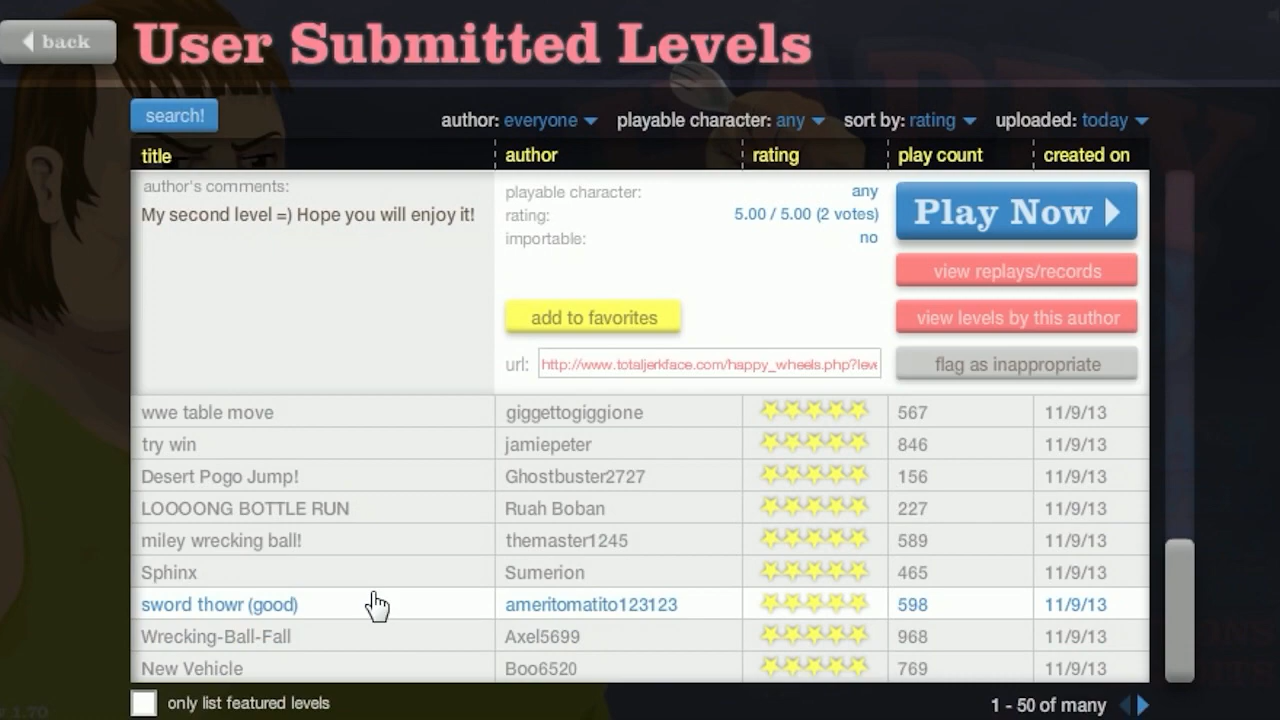 back
User Submitted Levels
search!
author: everyone playable character: any sort by: rating uploaded: today
title author rating play count created on
author's comments:
My second level =) Hope you will enjoy it!
playable character: any
rating: 5.00 / 5.00 (2 votes)
importable: no
add to favorites
url: http://www.totaljerkface.com/happy_wheels.php?leve
Play Now
view replays/records
view levels by this author
flag as inappropriate
wwe table move giggettogiggione 567 11/9/13
try win jamiepeter 846 11/9/13
Desert Pogo Jump! Ghostbuster2727 156 11/9/13
LOOOONG BOTTLE RUN Ruah Boban 227 11/9/13
miley wrecking ball! themaster1245 589 11/9/13
Sphinx Sumerion 465 11/9/13
sword thowr (good) ameritomatito123123 598 11/9/13
Wrecking-Ball-Fall Axel5699 968 11/9/13
New Vehicle Boo6520 769 11/9/13
only list featured levels
1 - 50 of many